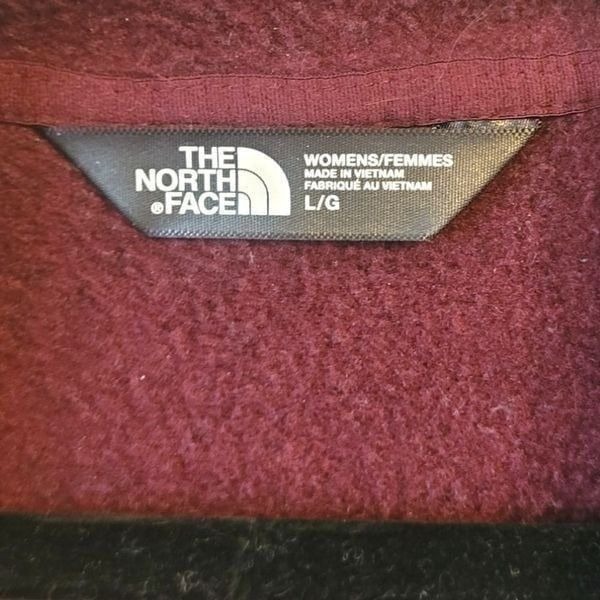 THE
NORTH
®FACE
WOMENS/FEMMES
MADE IN VIETNAM
FABRIQUÉ AU VIETNAM
L/G